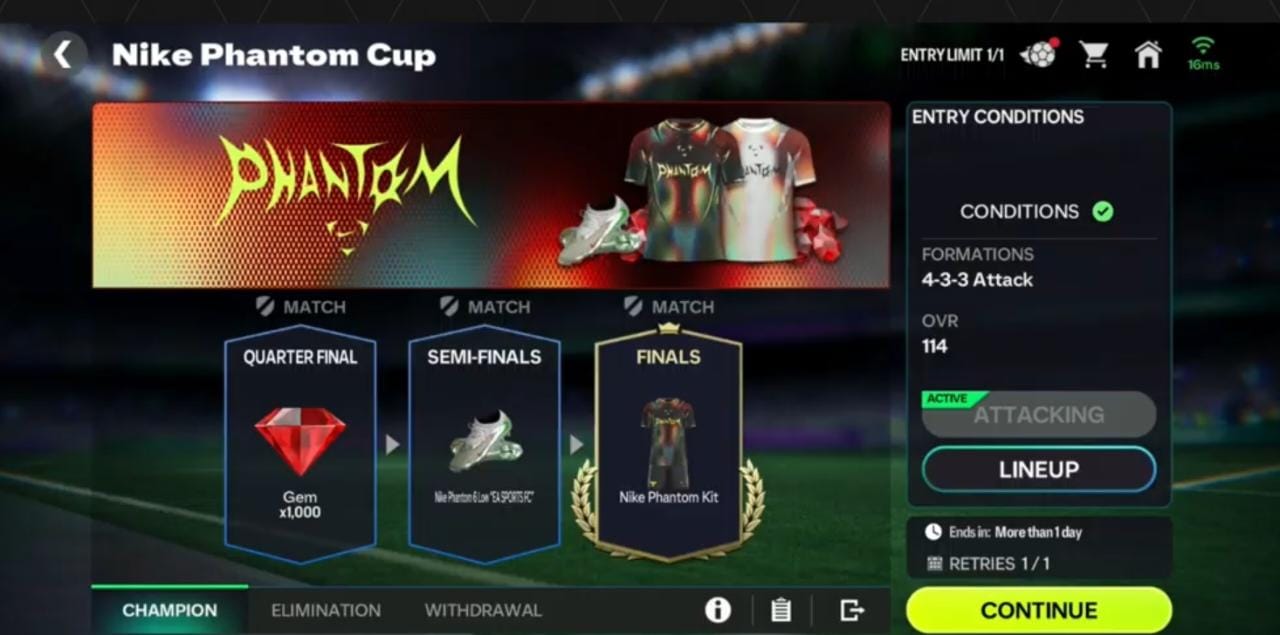 Nike Phantom Cup
ENTRY LIMIT 1/1
16ms
PHANTOM
PHANTOM
ENTRY CONDITIONS
CONDITIONS
FORMATIONS
4-3-3 Attack
OVR
114
ACTIVE
ATTACKING
LINEUP
MATCH
MATCH
MATCH
QUARTER FINAL
SEMI-FINALS
FINALS
Gem
x1,000
Nike Phantom 6 Low "EA SPORTS FC"
Nike Phantom Kit
Ends in: More than 1 day
RETRIES 1/1
CHAMPION
ELIMINATION
WITHDRAWAL
CONTINUE